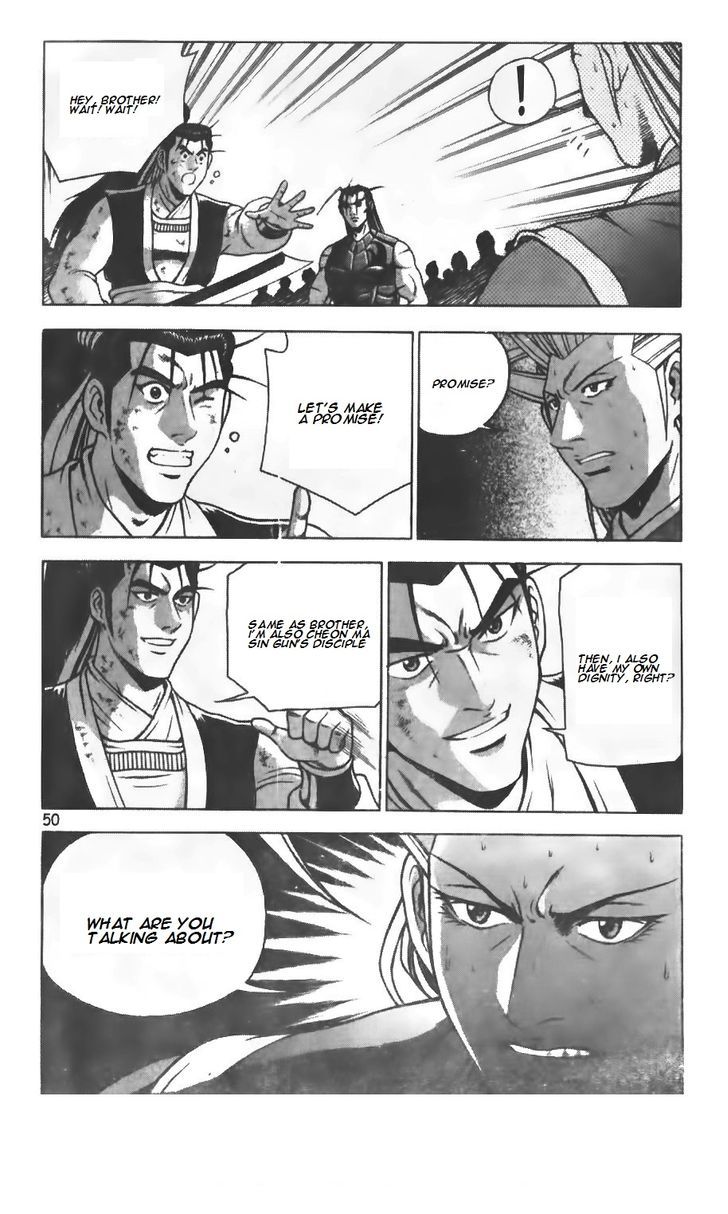 HEY, BROTHER!
WAIT! WAIT!
!
LET'S MAKE
A PROMISE!
PROMISE?
SAME AS BROTHER,
I'M ALSO CHEON MA
SIN GUN'S DISCIPLE
THEN, I ALSO
HAVE MY OWN
DIGNITY, RIGHT?
50
WHAT ARE YOU
TALKING ABOUT?